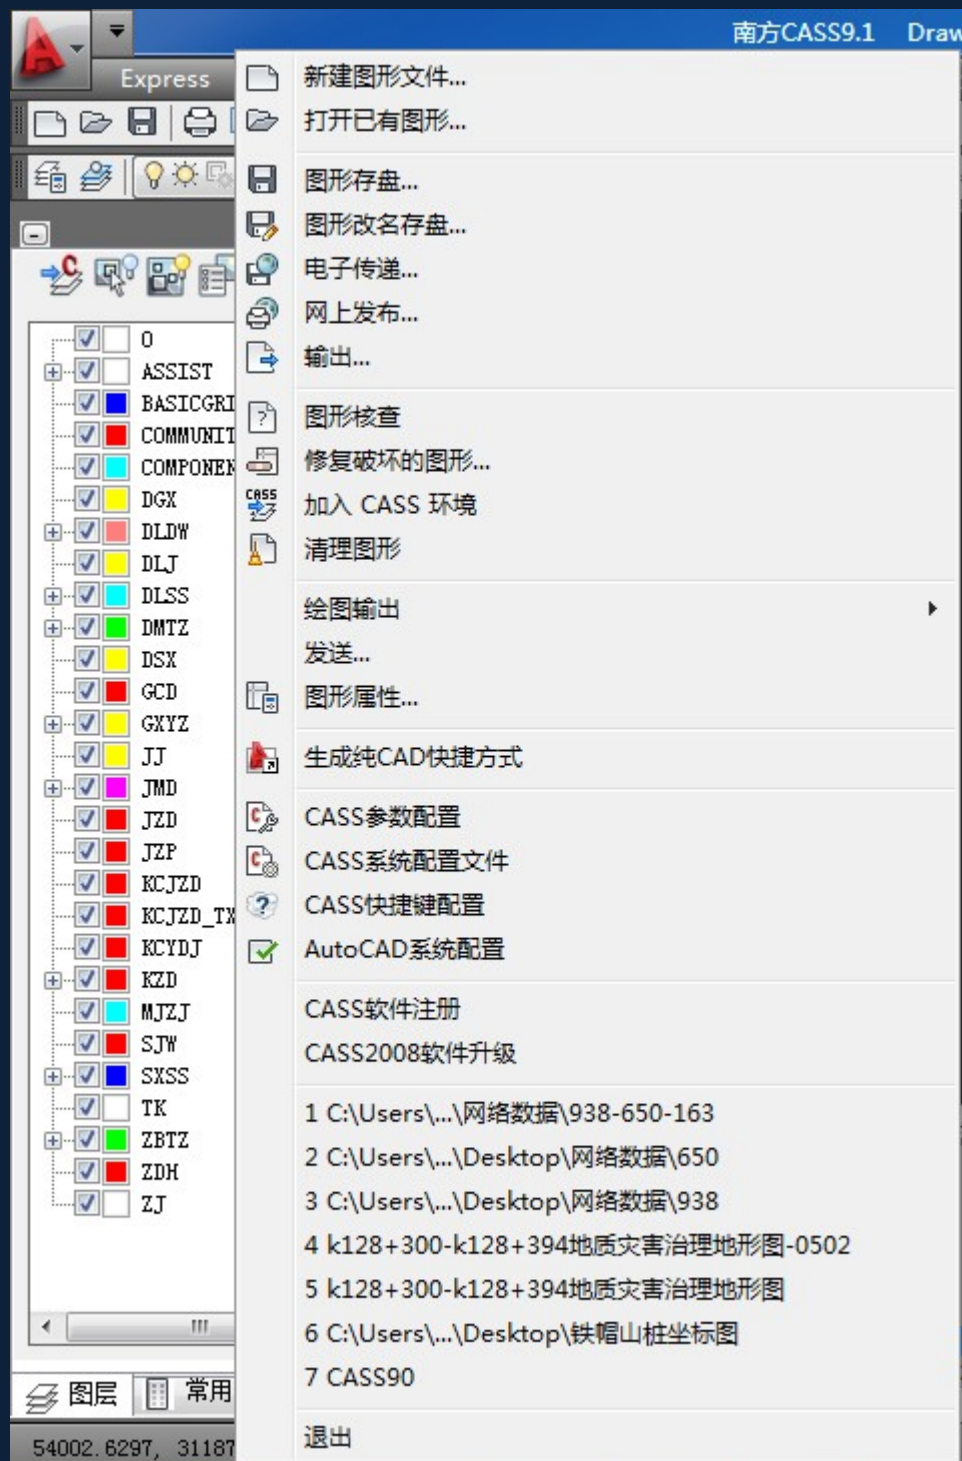 南方CASS9.1 Draw
Express
新建图形文件...
打开已有图形...
图形存盘...
图形改名存盘...
电子传递...
网上发布...
输出...
图形核查
修复破坏的图形...
CASS
加入 CASS 环境
清理图形
绘图输出
发送...
图形属性...
生成纯CAD快捷方式
CASS参数配置
CASS系统配置文件
CASS快捷键配置
AutoCAD系统配置
CASS软件注册
CASS2008软件升级
1 C:\Users\...\网络数据\938-650-163
2 C:\Users\...\Desktop\网络数据\650
3 C:\Users\...\Desktop\网络数据\938
4 k128+300-k128+394地质灾害治理地形图-0502
5 k128+300-k128+394地质灾害治理地形图
6 C:\Users\...\Desktop\铁帽山桩坐标图
7 CASS90
退出
0
ASSIST
BASICGRI
COMMUNIT
COMPONEN
DGX
DLDW
DLJ
DLSS
DMTZ
DSX
GCD
GXYZ
JJ
JMD
JZD
JZP
KCJZD
KCJZD_TX
KCYDJ
KZD
MJZJ
SJW
SXSS
TK
ZBTZ
ZDH
ZJ
图层 常用
54002.6297, 31187